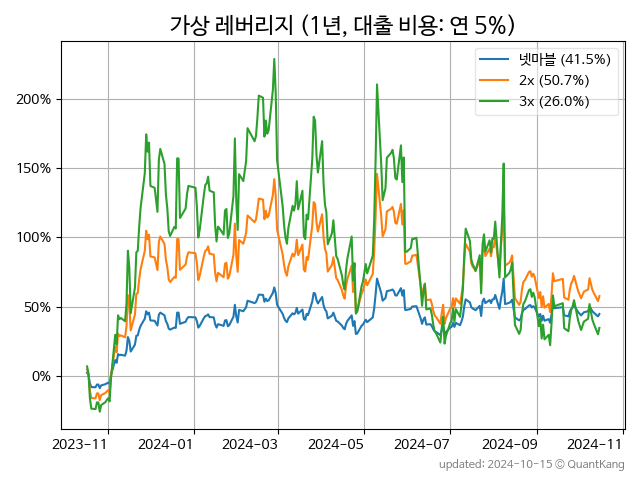 가상 레버리지 (1년, 대출 비용: 연 5%)
넷마블 (41.5%)
2x (50.7%)
3x (26.0%)
200%
150%
100%
50%
0%
2023-11
2024-01
2024-03
2024-05
2024-07
2024-09
2024-11
updated: 2024-10-15 © QuantKang